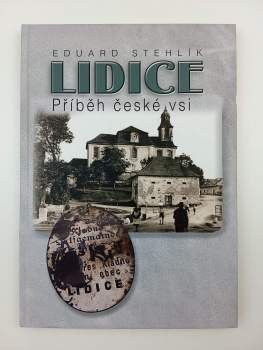 EDUARD STEHLÍK
LIDICE
Příběh české vsi
LIDICE